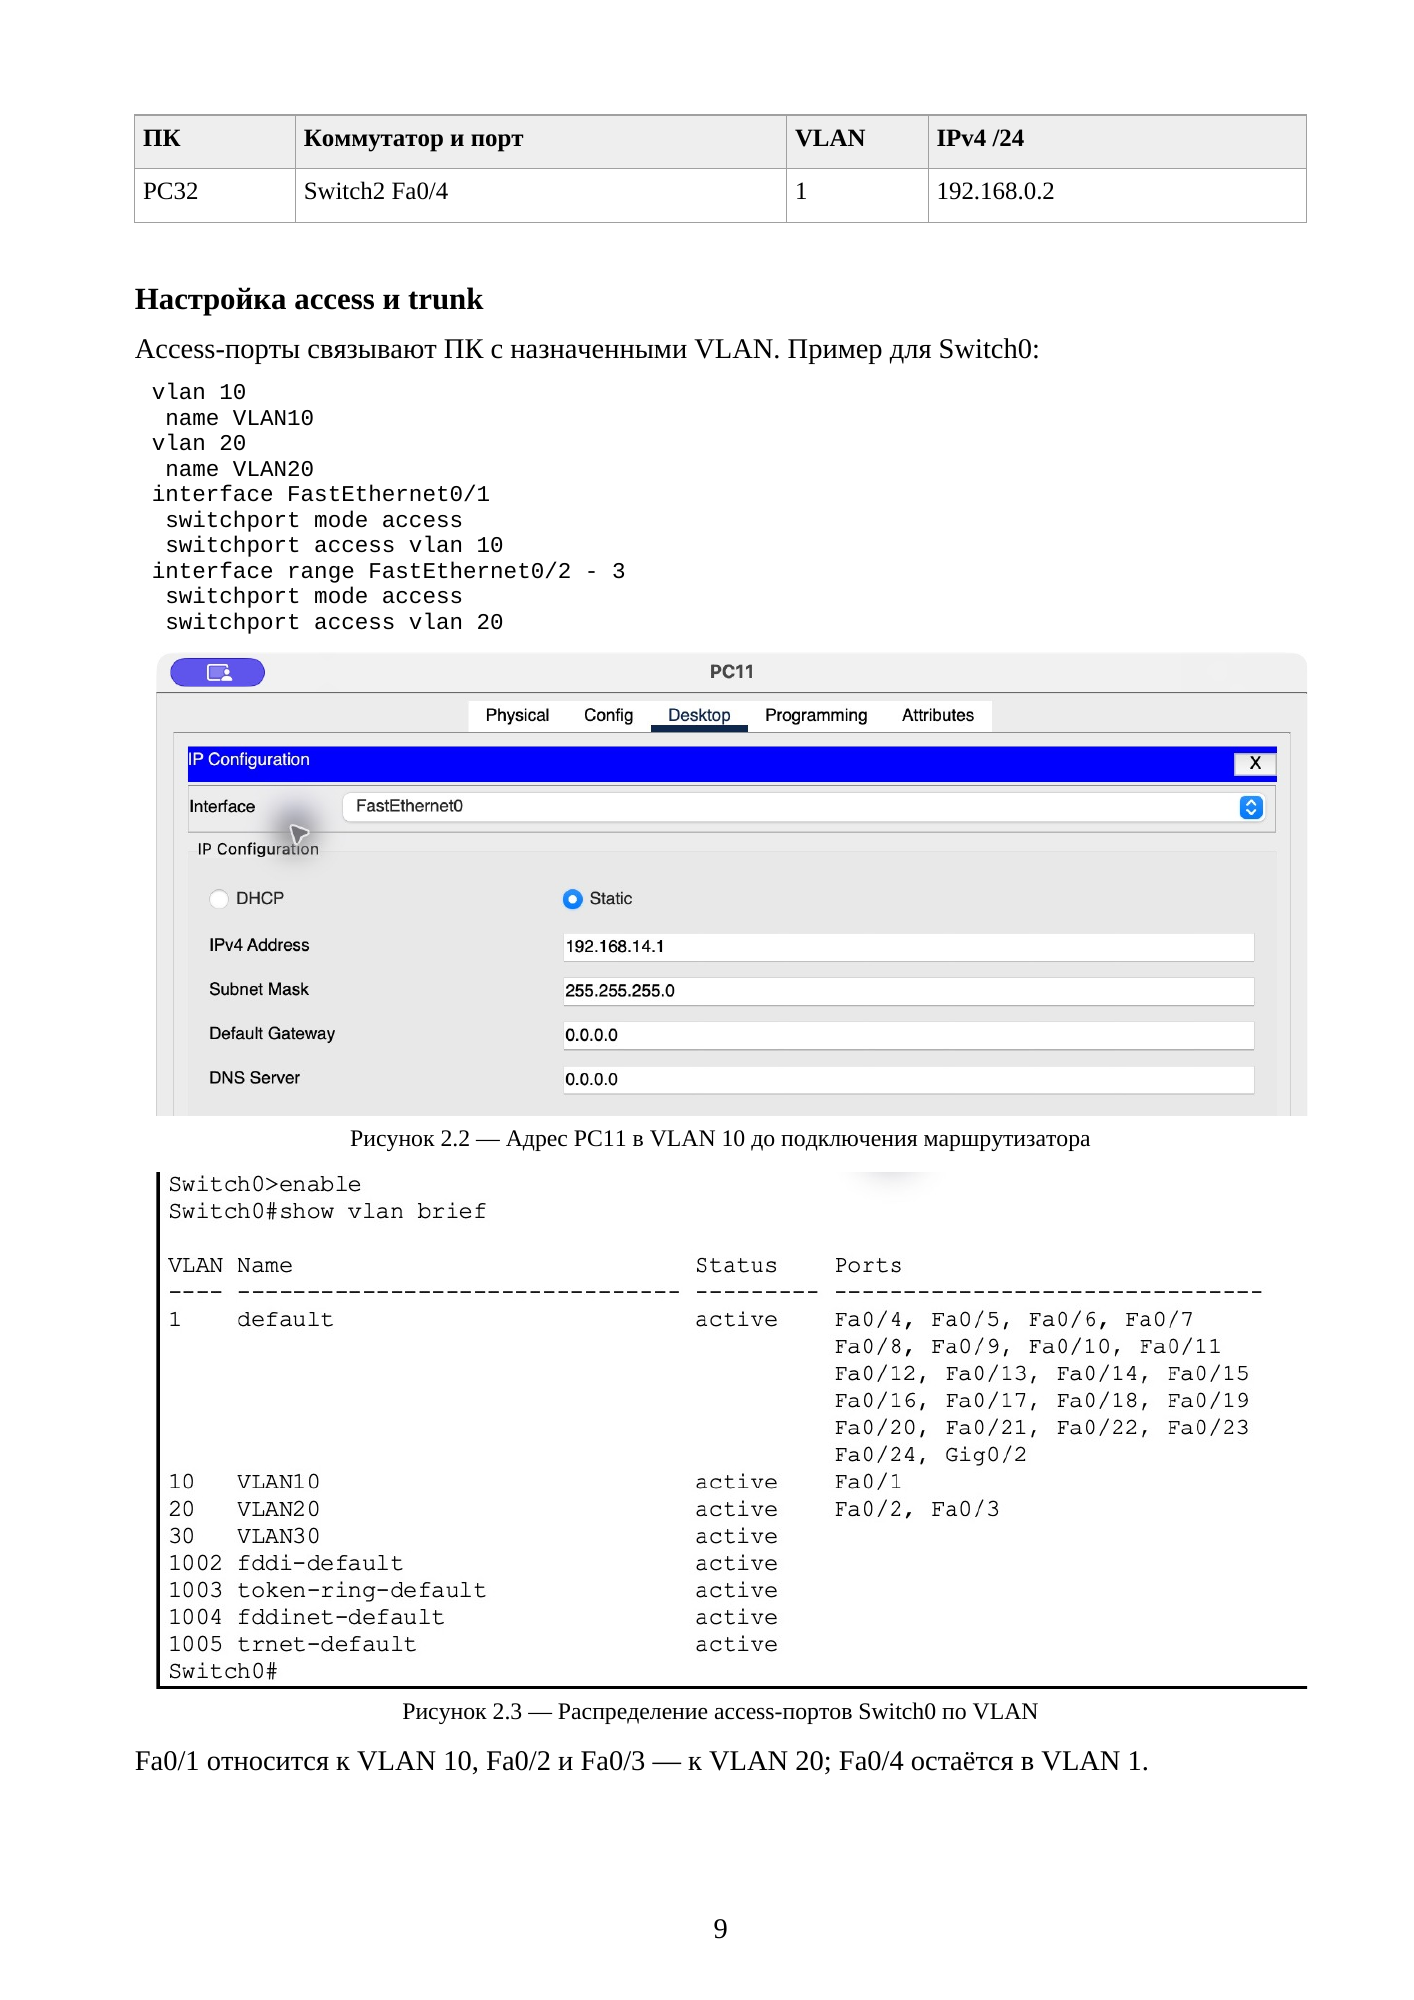 ПК Коммутатор и порт VLAN IPv4 /24
PC32 Switch2 Fa0/4 1 192.168.0.2
Настройка access и trunk
Access-порты связывают ПК с назначенными VLAN. Пример для Switch0:
vlan 10
 name VLAN10
vlan 20
 name VLAN20
interface FastEthernet0/1
 switchport mode access
 switchport access vlan 10
interface range FastEthernet0/2 - 3
 switchport mode access
 switchport access vlan 20
PC11
Physical Config Desktop Programming Attributes
IP Configuration X
Interface FastEthernet0
IP Configuration
DHCP Static
IPv4 Address 192.168.14.1
Subnet Mask 255.255.255.0
Default Gateway 0.0.0.0
DNS Server 0.0.0.0
Рисунок 2.2 — Адрес PC11 в VLAN 10 до подключения маршрутизатора
Switch0>enable
Switch0#show vlan brief
VLAN Name Status Ports
---- -------------------------------- --------- -------------------------------
1 default active Fa0/4, Fa0/5, Fa0/6, Fa0/7
Fa0/8, Fa0/9, Fa0/10, Fa0/11
Fa0/12, Fa0/13, Fa0/14, Fa0/15
Fa0/16, Fa0/17, Fa0/18, Fa0/19
Fa0/20, Fa0/21, Fa0/22, Fa0/23
Fa0/24, Gig0/2
10 VLAN10 active Fa0/1
20 VLAN20 active Fa0/2, Fa0/3
30 VLAN30 active
1002 fddi-default active
1003 token-ring-default active
1004 fddinet-default active
1005 trnet-default active
Switch0#
Рисунок 2.3 — Распределение access-портов Switch0 по VLAN
Fa0/1 относится к VLAN 10, Fa0/2 и Fa0/3 — к VLAN 20; Fa0/4 остаётся в VLAN 1.
9